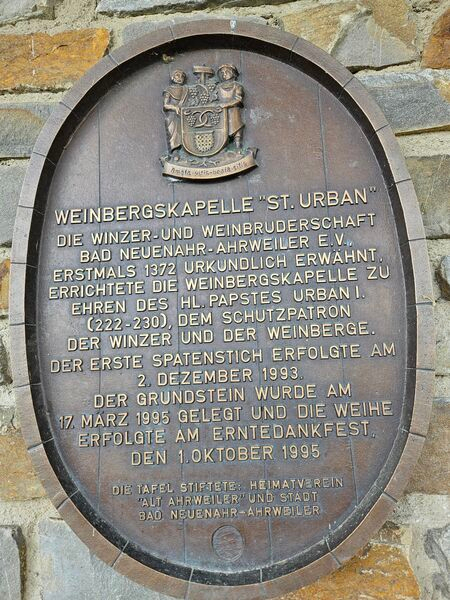 WEINBERGSKAPELLE "ST. URBAN"
DIE WINZER-UND WEINBRUDERSCHAFT
BAD NEUENAHR-AHRWEILER E.V.,
ERSTMALS 1372 URKUNDLICH ERWÄHNT,
ERRICHTETE DIE WEINBERGSKAPELLE ZU
EHREN DES HL. PAPSTES URBAN I.
(222-230), DEM SCHUTZPATRON
DER WINZER UND DER WEINBERGE.
DER ERSTE SPATENSTICH ERFOLGTE AM
2. DEZEMBER 1993.
DER GRUNDSTEIN WURDE AM
17. MÄRZ 1995 GELEGT UND DIE WEIHE
ERFOLGTE AM ERNTEDANKFEST,
DEN 1. OKTOBER 1995
DIE TAFEL STIFTETE: HEIMATVEREIN
"ALT AHRWEILER" UND STADT
BAD NEUENAHR-AHRWEILER